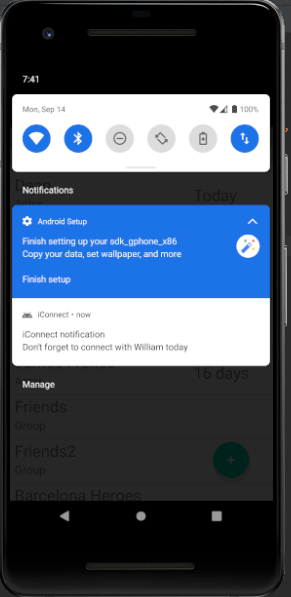 7:41
Mon, Sep 14
100%
Notifications
Android Setup
Finish setting up your sdk_gphone_x86
Copy your data, set wallpaper, and more
Finish setup
iConnect • now
iConnect notification
Don't forget to connect with William today
Manage
Today
16 days
Friends
Group
Friends2
Group
Barcelona Heroes